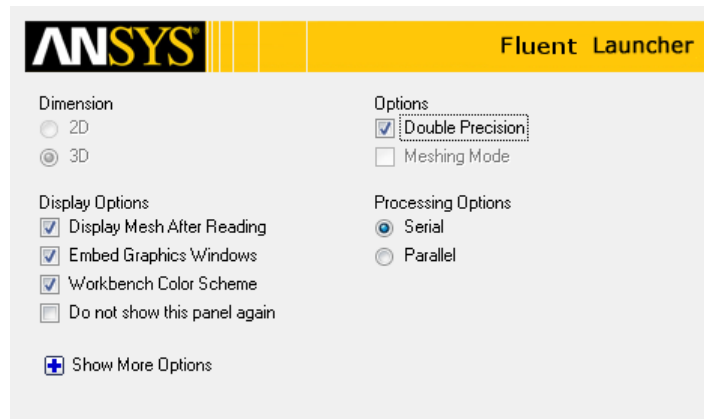 ANSYS
Fluent Launcher
Dimension
2D
3D
Options
Double Precision
Meshing Mode
Display Options
Display Mesh After Reading
Embed Graphics Windows
Workbench Color Scheme
Do not show this panel again
Processing Options
Serial
Parallel
Show More Options